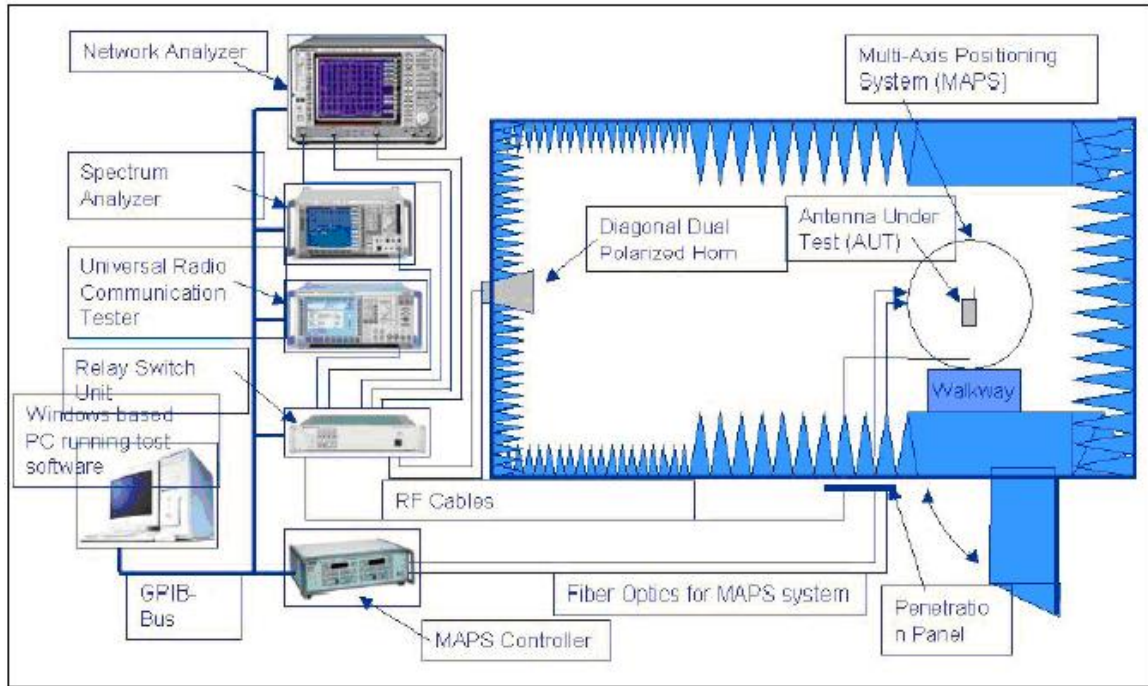 Network Analyzer
Spectrum
Analyzer
Universal Radio
Communication
Tester
Relay Switch
Unit
Windows based
PC running test
software
GPIB-
Bus
MAPS Controller
RF Cables
Fiber Optics for MAPS system
Diagonal Dual
Polarized Horn
Multi-Axis Positioning
System (MAPS)
Antenna Under
Test (AUT)
Walkway
Penetratio
n Panel